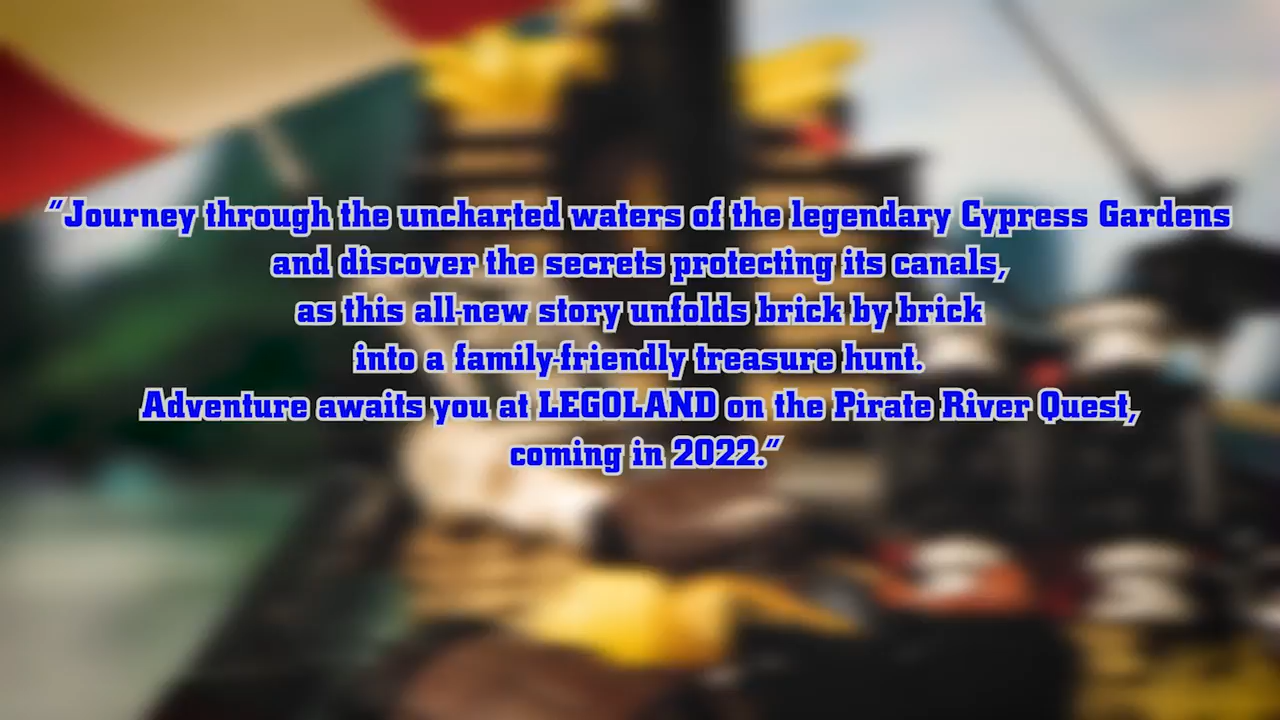 "Journey through the uncharted waters of the legendary Cypress Gardens
and discover the secrets protecting its canals,
as this all-new story unfolds brick by brick
into a family-friendly treasure hunt.
Adventure awaits you at LEGOLAND on the Pirate River Quest,
coming in 2022."